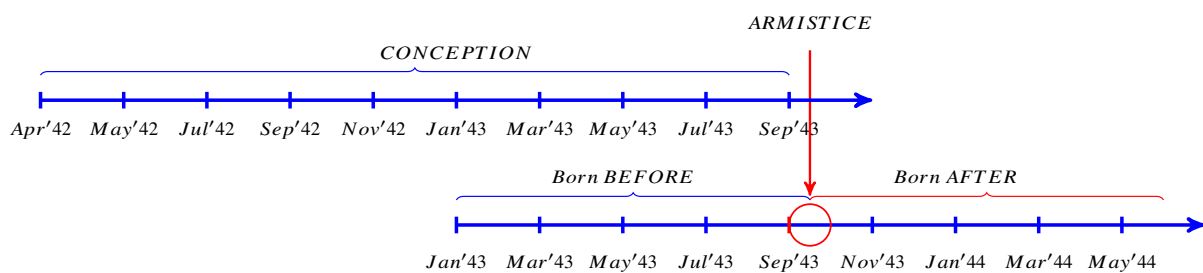 ARMISTICE
CONCEPTION
Apr'42 May'42 Jul'42 Sep'42 Nov'42 Jan'43 Mar'43 May'43 Jul'43 Sep'43
Born BEFORE Born AFTER
Jan'43 Mar'43 May'43 Jul'43 Sep'43 Nov'43 Jan'44 Mar'44 May'44